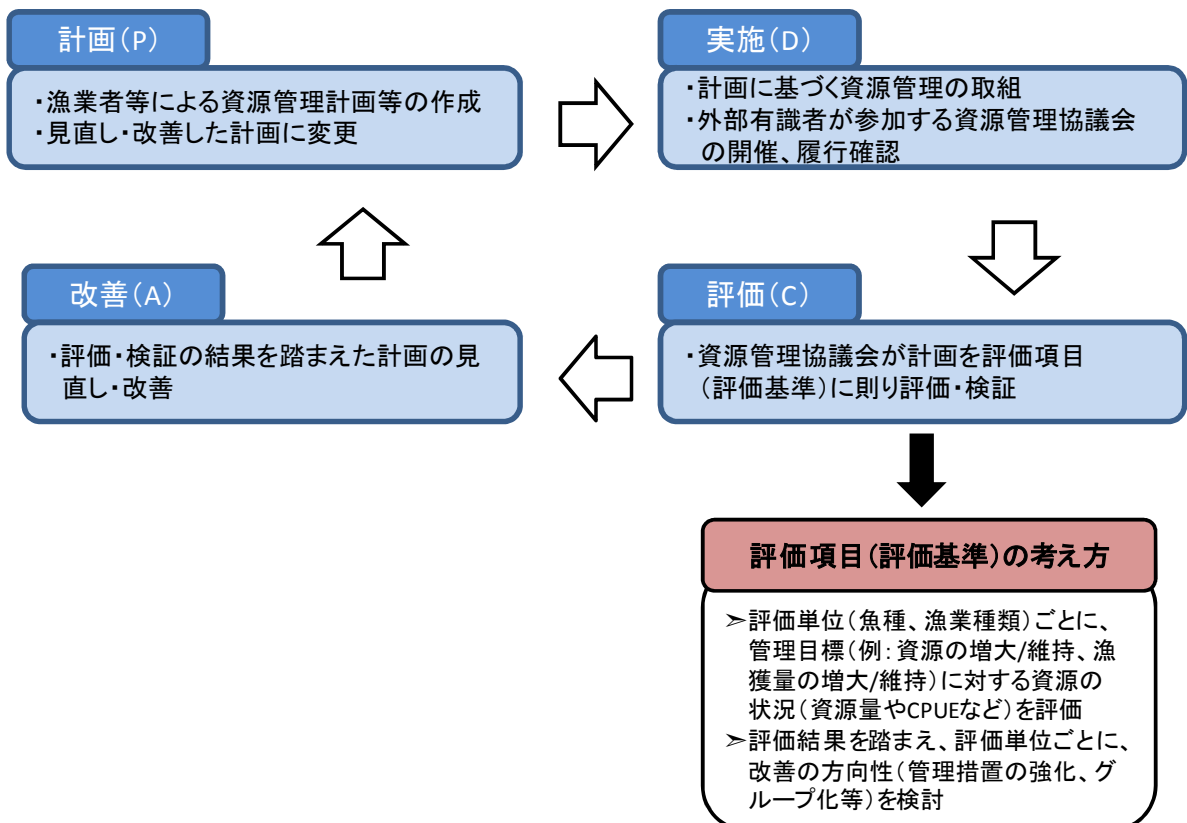 計画(P)
・漁業者等による資源管理計画等の作成
・見直し・改善した計画に変更
実施(D)
・計画に基づく資源管理の取組
・外部有識者が参加する資源管理協議会
の開催、履行確認
改善(A)
・評価・検証の結果を踏まえた計画の見
直し・改善
評価(C)
・資源管理協議会が計画を評価項目
(評価基準)に則り評価・検証
評価項目(評価基準)の考え方
➣評価単位(魚種、漁業種類)ごとに、
管理目標(例:資源の増大/維持、漁
獲量の増大/維持)に対する資源の
状況(資源量やCPUEなど)を評価
➣評価結果を踏まえ、評価単位ごとに、
改善の方向性(管理措置の強化、グ
ループ化等)を検討